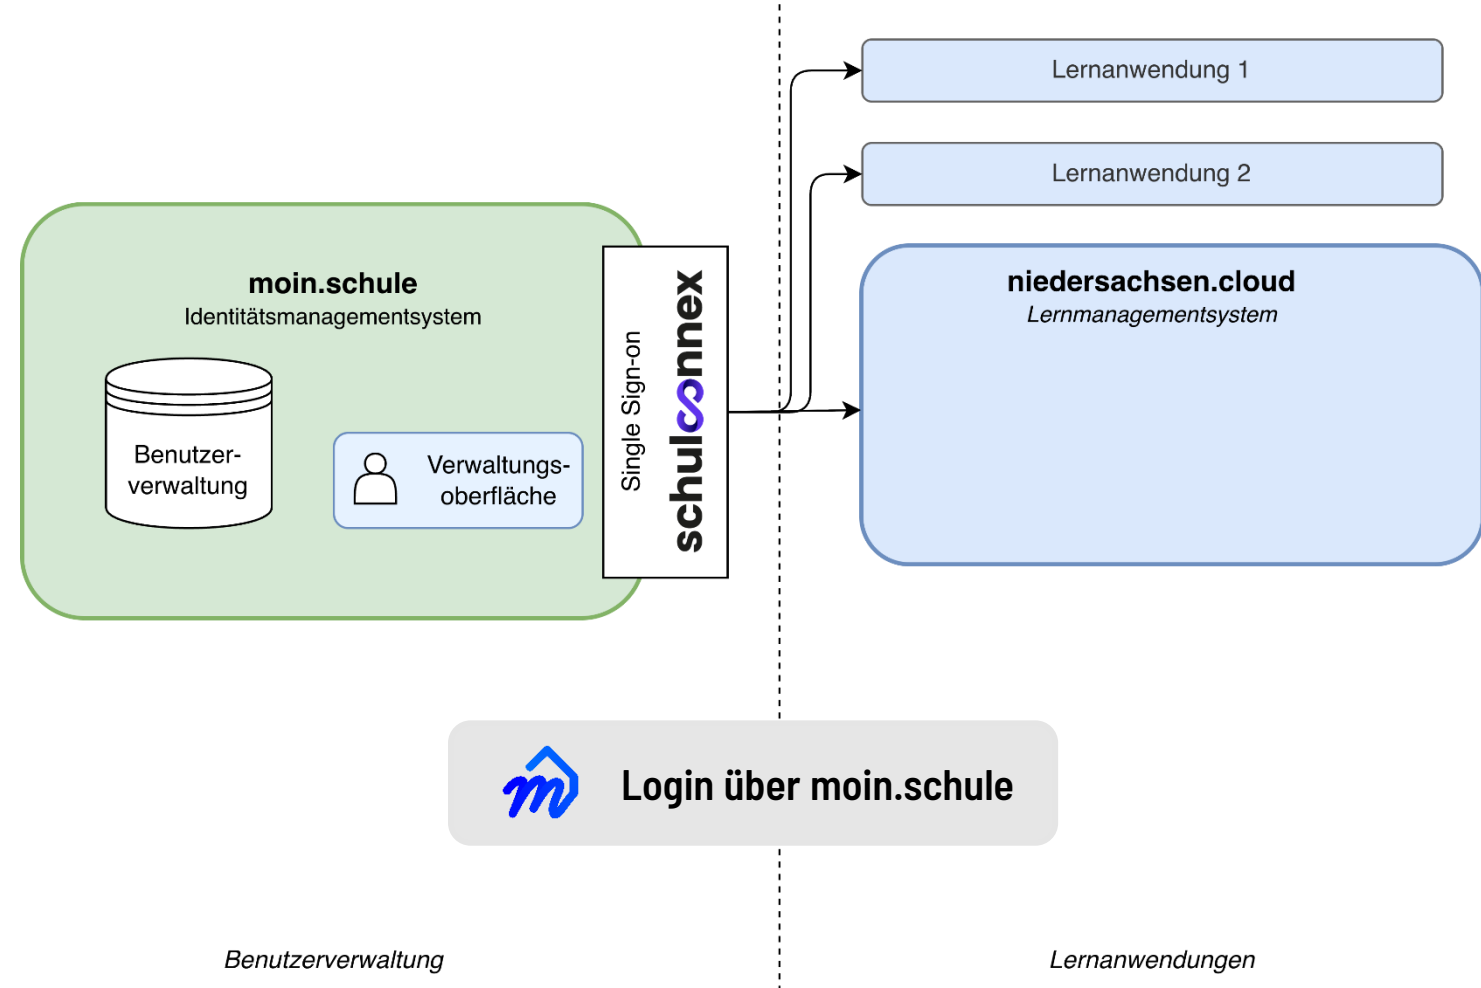 Lernanwendung 1
Lernanwendung 2
moin.schule
Identitätsmanagementsystem
Benutzer-
verwaltung
Verwaltungs-
oberfläche
Single Sign-on
schulconnex
niedersachsen.cloud
Lernmanagementsystem
Login über moin.schule
Benutzerverwaltung
Lernanwendungen